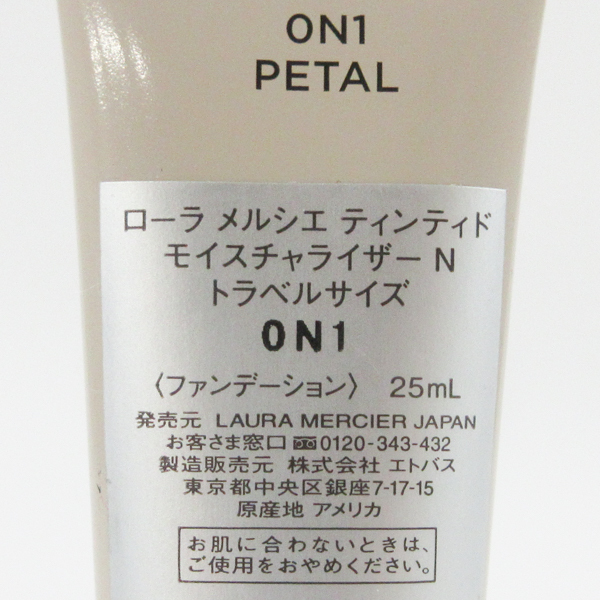 0N1
PETAL
ローラ メルシエ ティンティド
モイスチャライザー N
トラベルサイズ
0N1
〈ファンデーション〉 25mL
発売元 LAURA MERCIER JAPAN
お客さま窓口 0120-343-432
製造販売元 株式会社 エトバス
東京都中央区銀座7-17-15
原産地 アメリカ
お肌に合わないときは、
ご使用をおやめください。